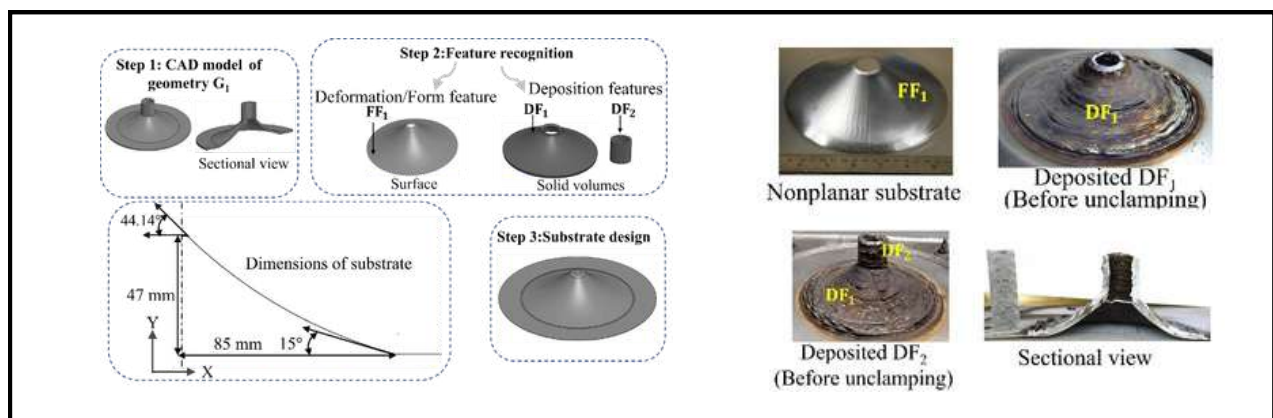 Step 1: CAD model of
geometry G₁
Sectional view
Step 2:Feature recognition
Deformation/Form feature
FF₁
Surface
Deposition features
DF₁
DF₂
Solid volumes
44.14°
Dimensions of substrate
47 mm
Y
85 mm
15°
X
Step 3:Substrate design
FF₁
Nonplanar substrate
DF₁
Deposited DF₁
(Before unclamping)
DF₂
DF₁
Deposited DF₂
(Before unclamping)
Sectional view